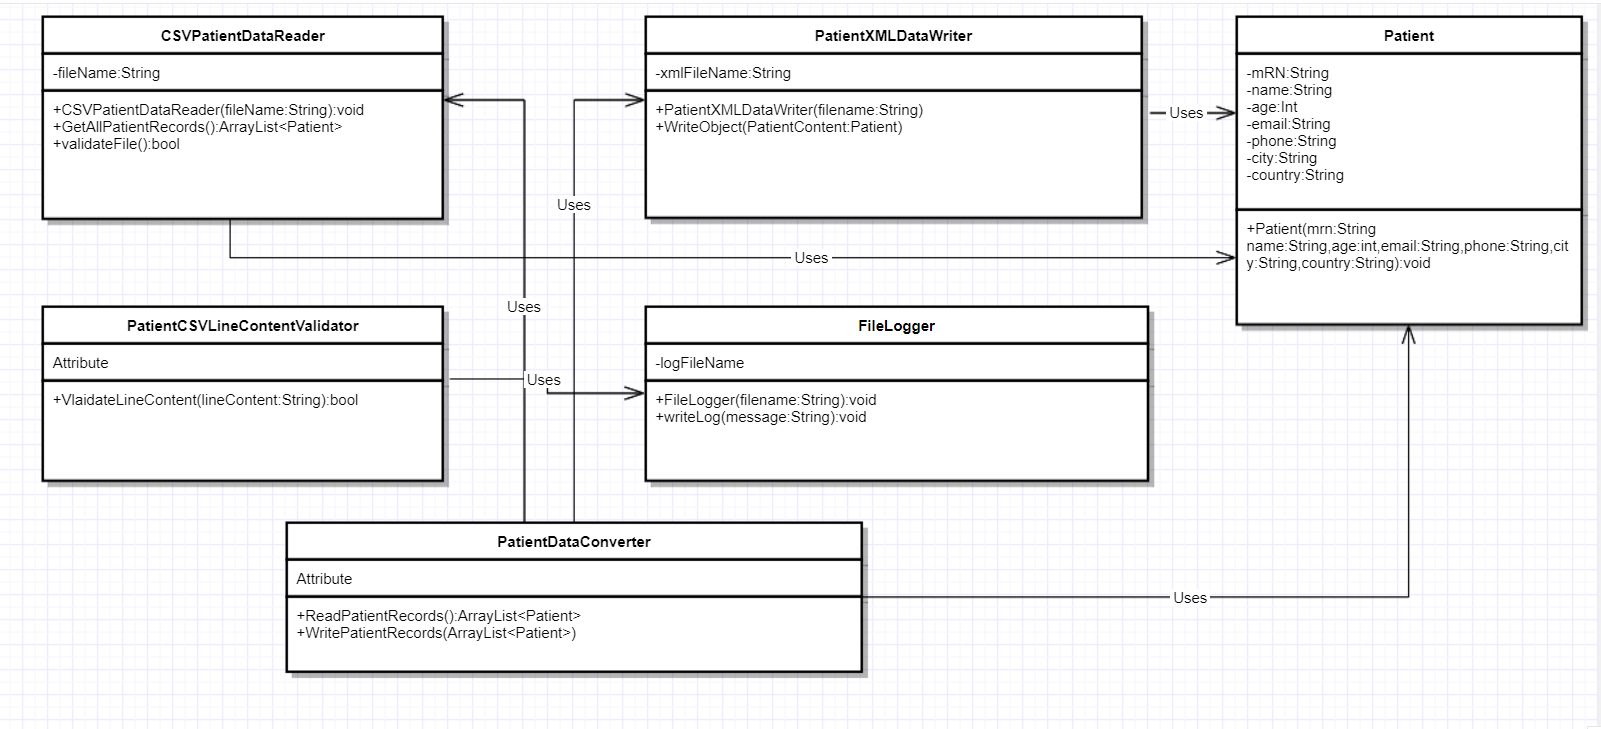 CSVPatientDataReader
-fileName:String
+CSVPatientDataReader(fileName:String):void
+GetAllPatientRecords():ArrayList<Patient>
+validateFile():bool
PatientXMLDataWriter
-xmlFileName:String
+PatientXMLDataWriter(filename:String)
+WriteObject(PatientContent:Patient)
Uses
Patient
-mRN:String
-name:String
-age:Int
-email:String
-phone:String
-city:String
-country:String
+Patient(mrn:String
name:String,age:int,email:String,phone:String,cit
y:String,country:String):void
Uses
Uses
Uses
PatientCSVLineContentValidator
Attribute
+VlaidateLineContent(lineContent:String):bool
Uses
FileLogger
-logFileName
+FileLogger(filename:String):void
+writeLog(message:String):void
PatientDataConverter
Attribute
+ReadPatientRecords():ArrayList<Patient>
+WritePatientRecords(ArrayList<Patient>)
Uses